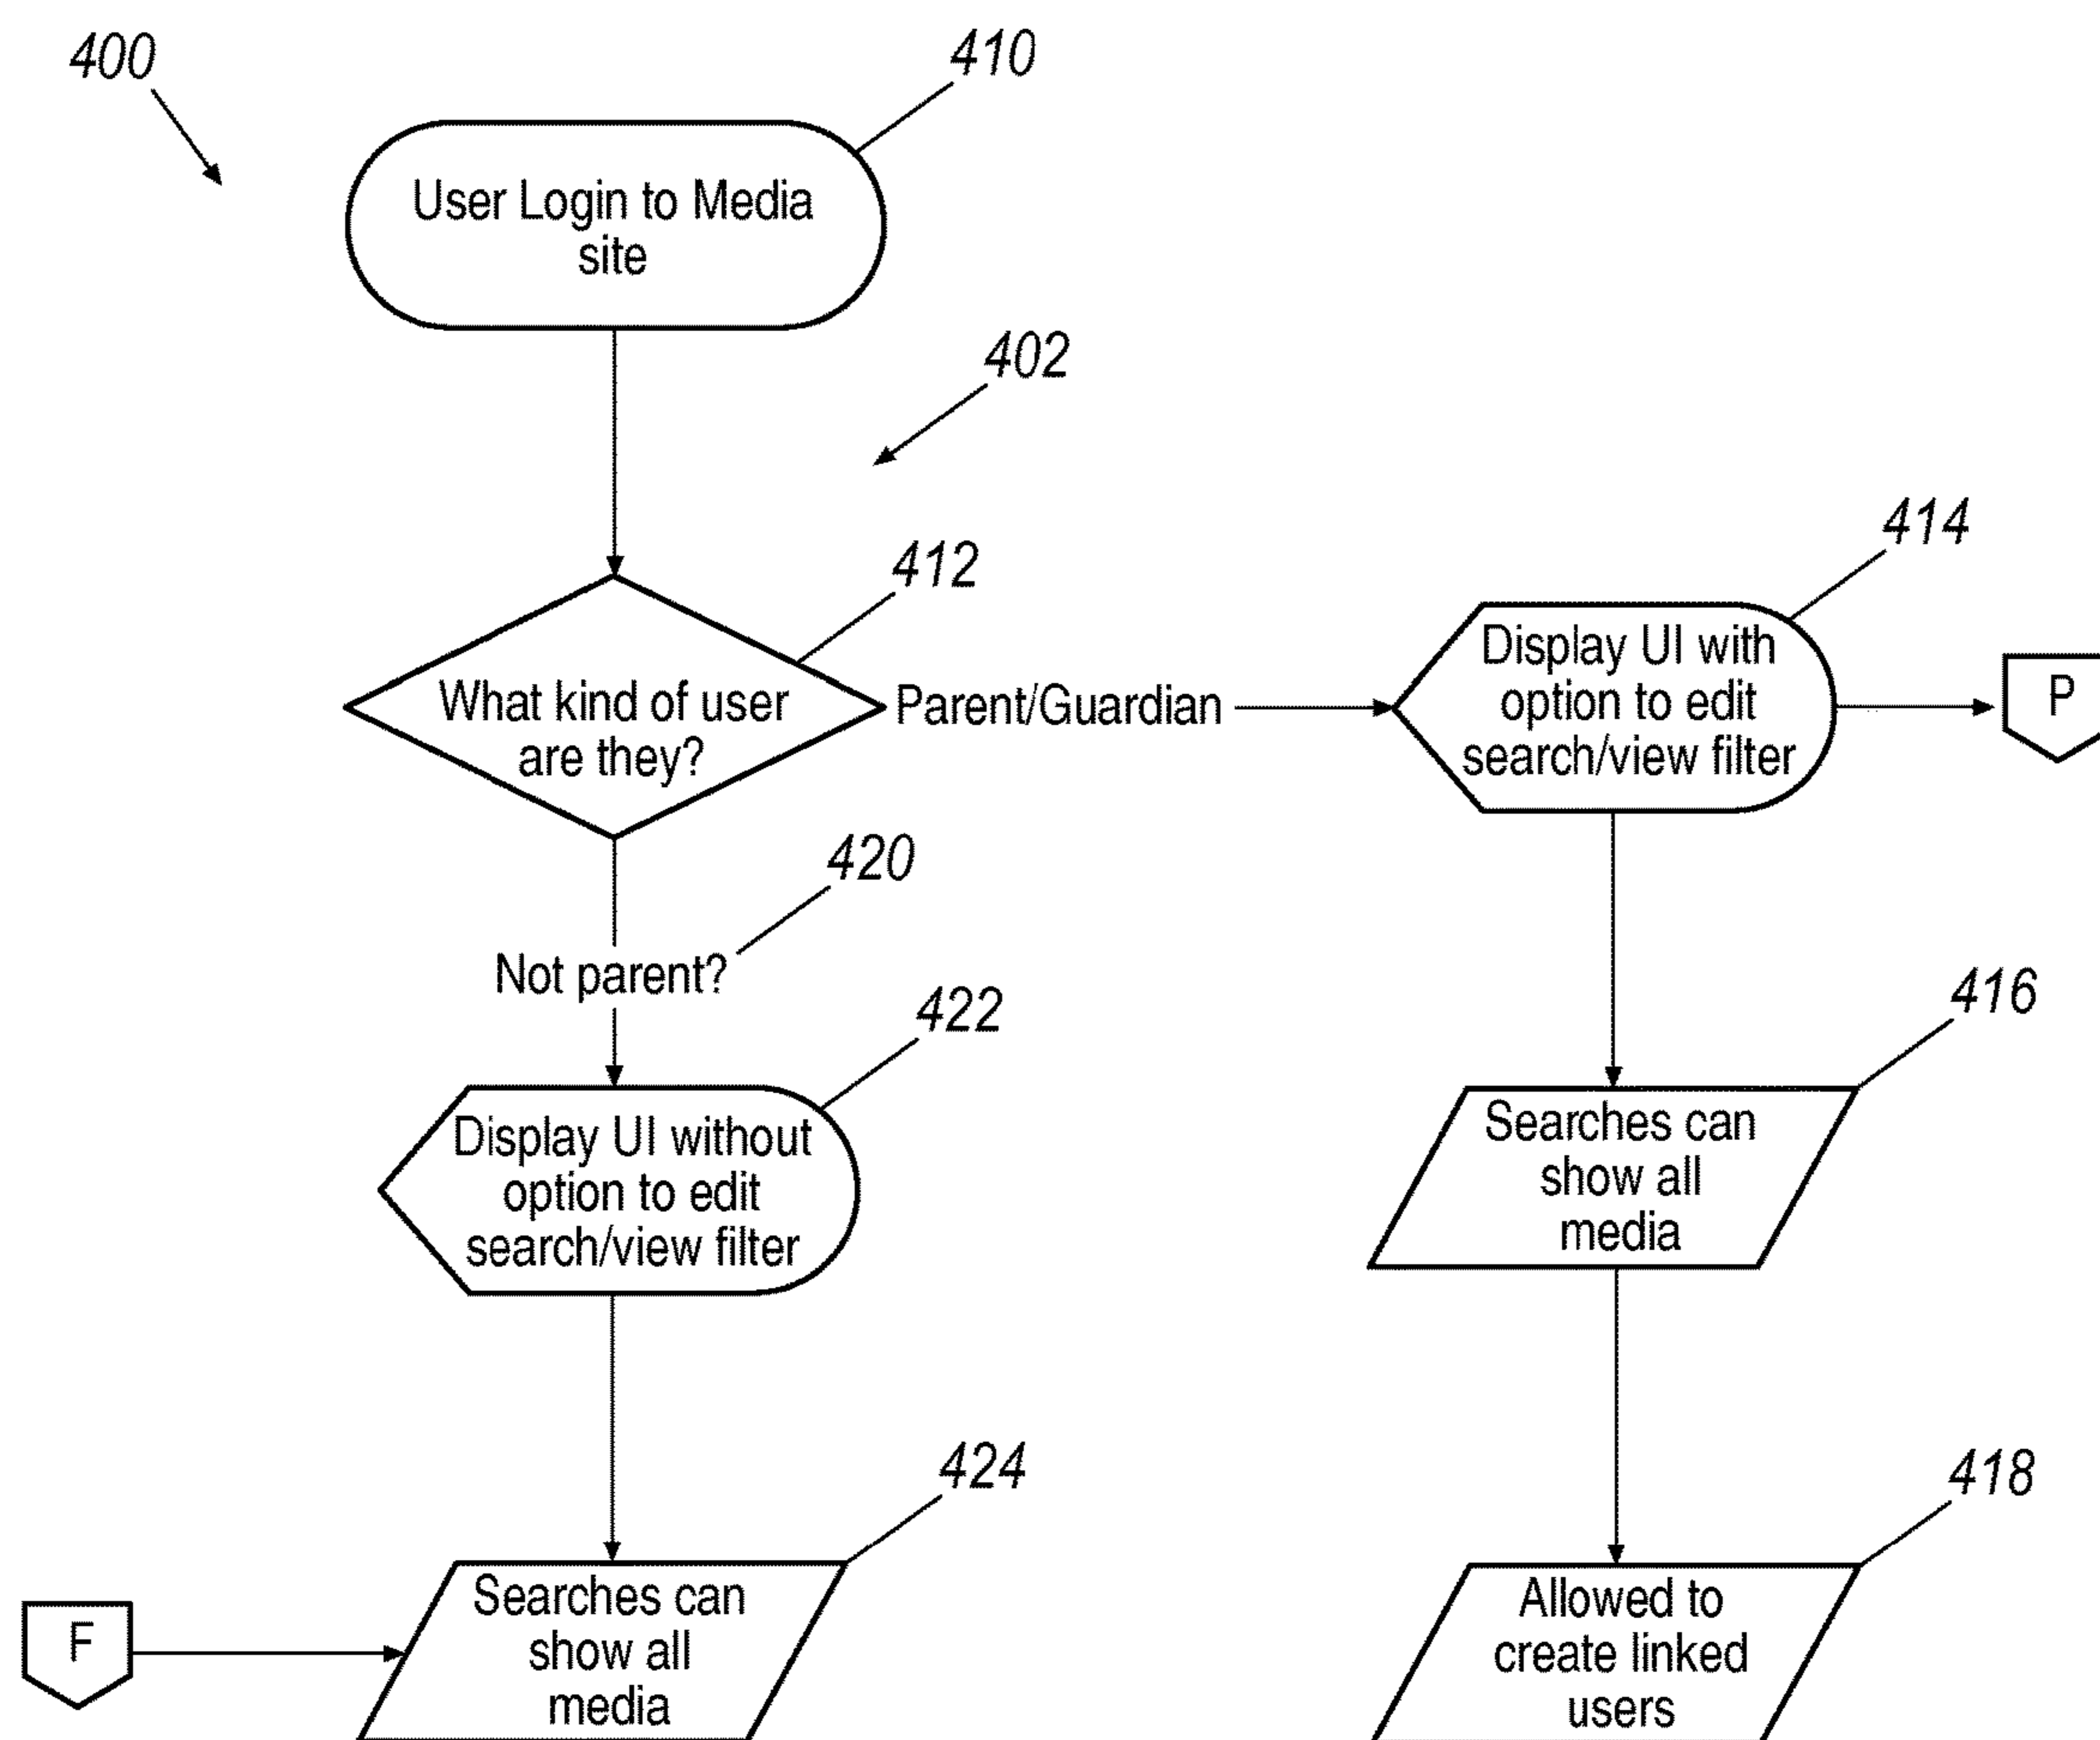 400
410
User Login to Media
site
402
412
What kind of user
are they?
Parent/Guardian
414
Display UI with
option to edit
search/view filter
P
420
Not parent?
422
Display UI without
option to edit
search/view filter
416
Searches can
show all
media
424
F
Searches can
show all
media
418
Allowed to
create linked
users